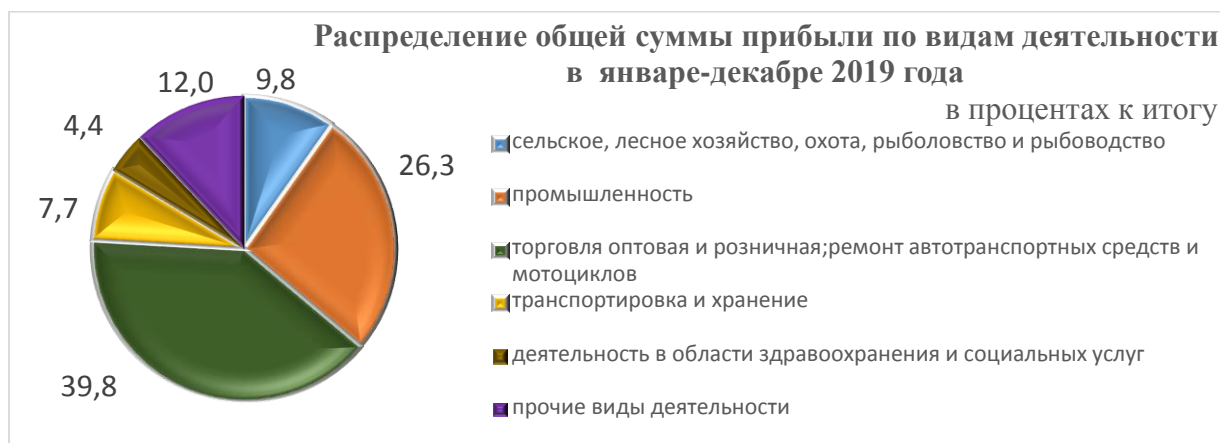 Распределение общей суммы прибыли по видам деятельности
в январе-декабре 2019 года
в процентах к итогу
12,0
9,8
4,4
26,3
7,7
39,8
сельское, лесное хозяйство, охота, рыболовство и рыбоводство
промышленность
торговля оптовая и розничная;ремонт автотранспортных средств и
мотоциклов
транспортировка и хранение
деятельность в области здравоохранения и социальных услуг
прочие виды деятельности